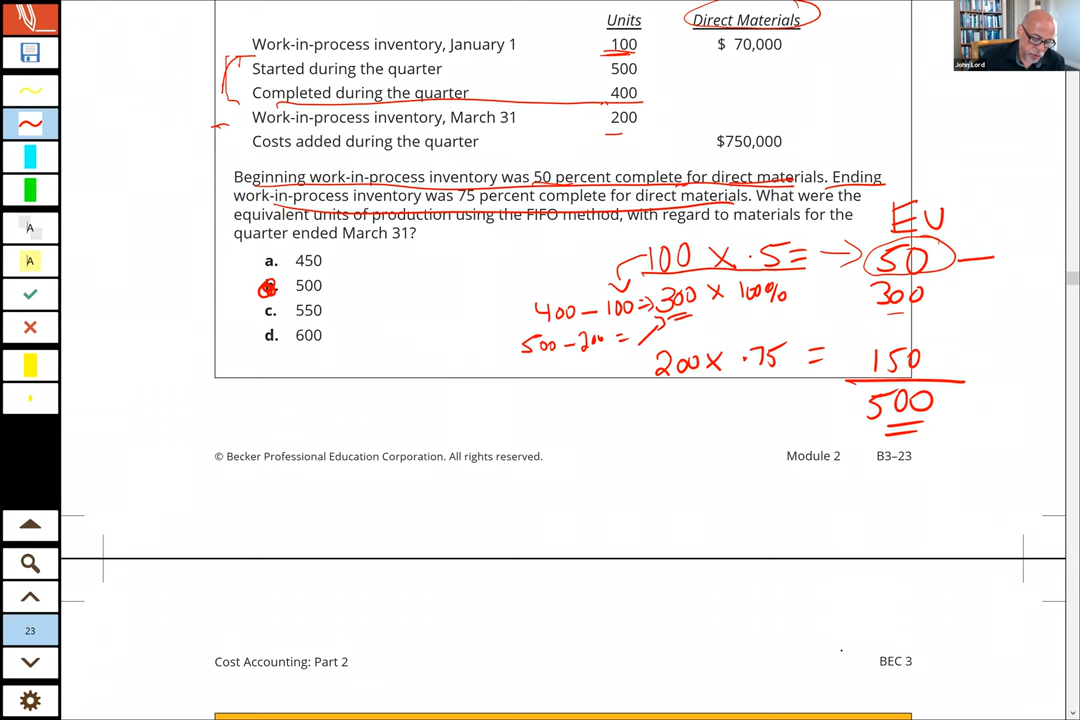 Units Direct Materials
Work-in-process inventory, January 1 100 $ 70,000
Started during the quarter 500
Completed during the quarter 400
Work-in-process inventory, March 31 200
Costs added during the quarter $750,000
Beginning work-in-process inventory was 50 percent complete for direct materials. Ending
work-in-process inventory was 75 percent complete for direct materials. What were the
equivalent units of production using the FIFO method, with regard to materials for the
quarter ended March 31?
a. 450
500
c. 550
d. 600
EU
100 X .5 = 50
400 - 100 => 300 X 100% 300
500 - 200 =
200 X .75 = 150
500
© Becker Professional Education Corporation. All rights reserved. Module 2 B3–23
Cost Accounting: Part 2 BEC 3
John Lord
A
A
23